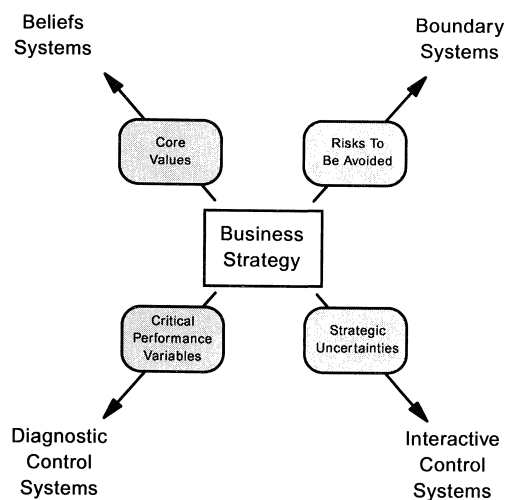 Beliefs
Systems
Boundary
Systems
Core
Values
Risks To
Be Avoided
Business
Strategy
Critical
Performance
Variables
Strategic
Uncertainties
Diagnostic
Control
Systems
Interactive
Control
Systems